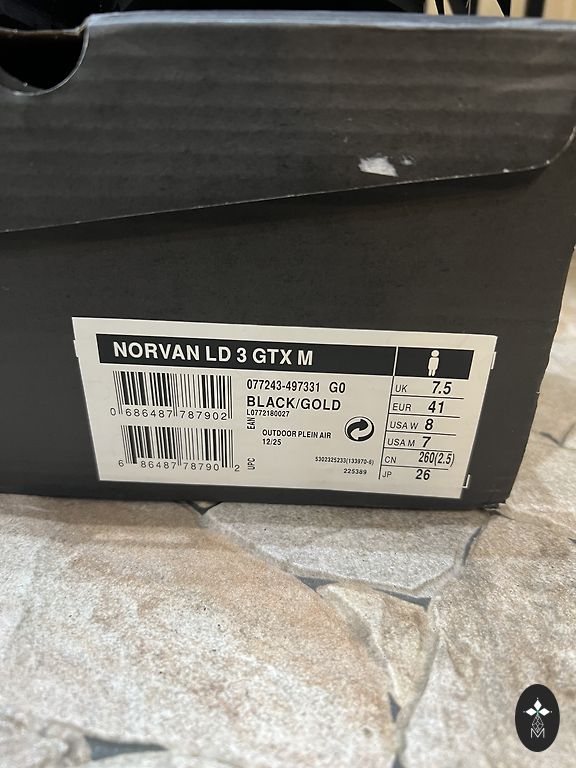 NORVAN LD 3 GTX M
077243-497331 G0
BLACK/GOLD
L0772180027
EAN
0 686487 787902
OUTDOOR PLEIN AIR
12/25
6 86487 78790 2
UPC
5302325233(133970-6)
225389
UK 7.5
EUR 41
USA W 8
USA M 7
CN 260(2.5)
JP 26
M